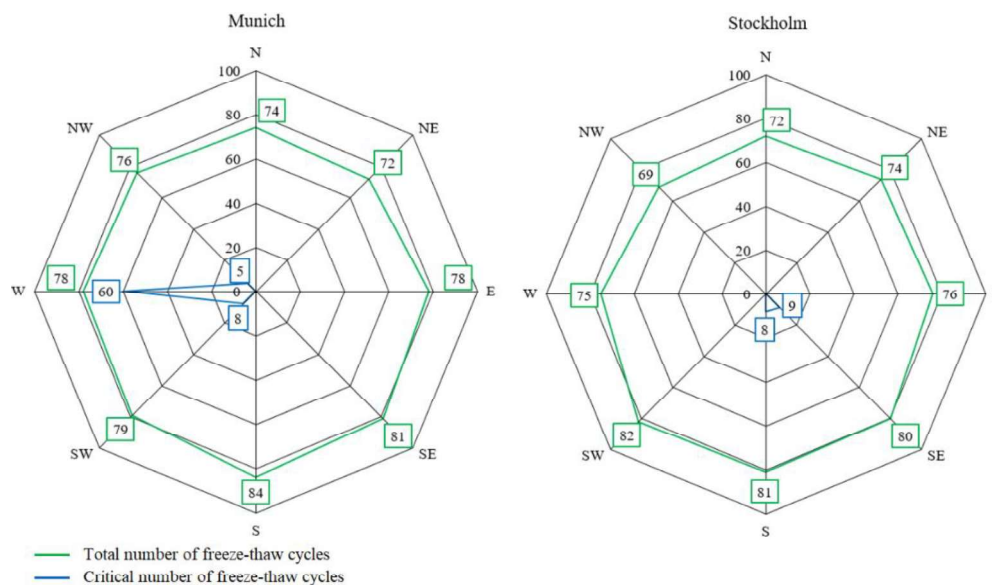 Munich
Stockholm
N
100
74
80
NW
NE
76
72
60
40
20
5
W
78
60
0
78
E
8
79
81
SW
SE
84
S
N
100
72
80
NW
NE
69
74
60
40
20
W
75
0
9
76
8
82
80
SW
SE
81
S
Total number of freeze-thaw cycles
Critical number of freeze-thaw cycles